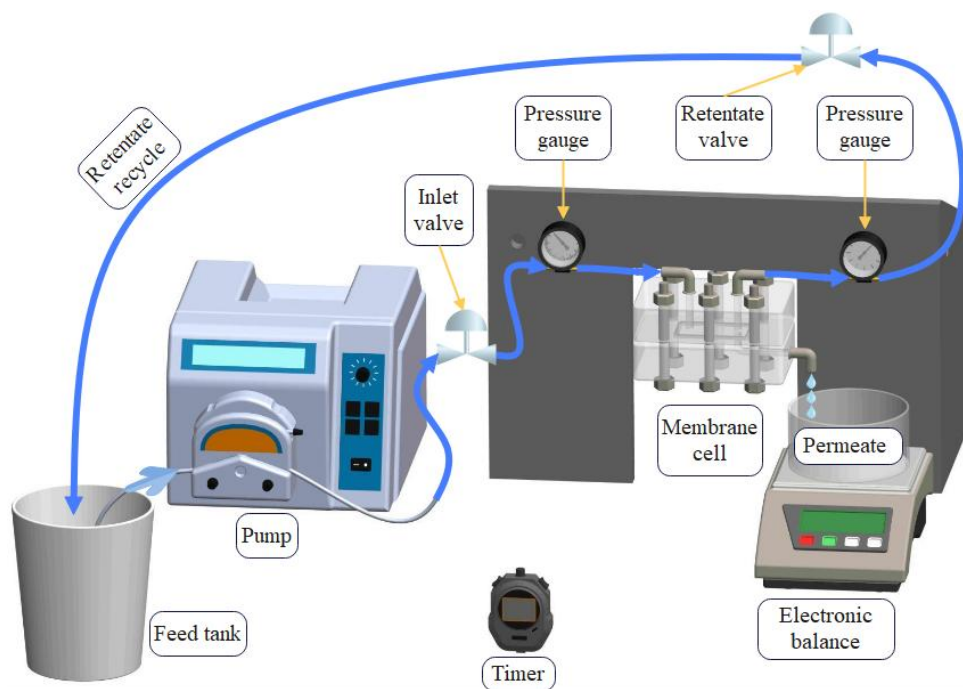 Retentate
recycle
Pressure
gauge
Retentate
valve
Pressure
gauge
Inlet
valve
Membrane
cell
Permeate
Pump
Feed tank
Timer
Electronic
balance